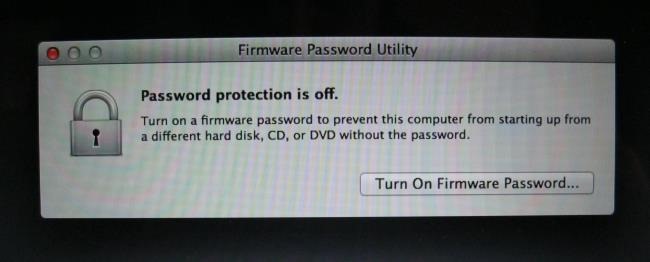 Firmware Password Utility
Password protection is off.
Turn on a firmware password to prevent this computer from starting up from
a different hard disk, CD, or DVD without the password.
Turn On Firmware Password...